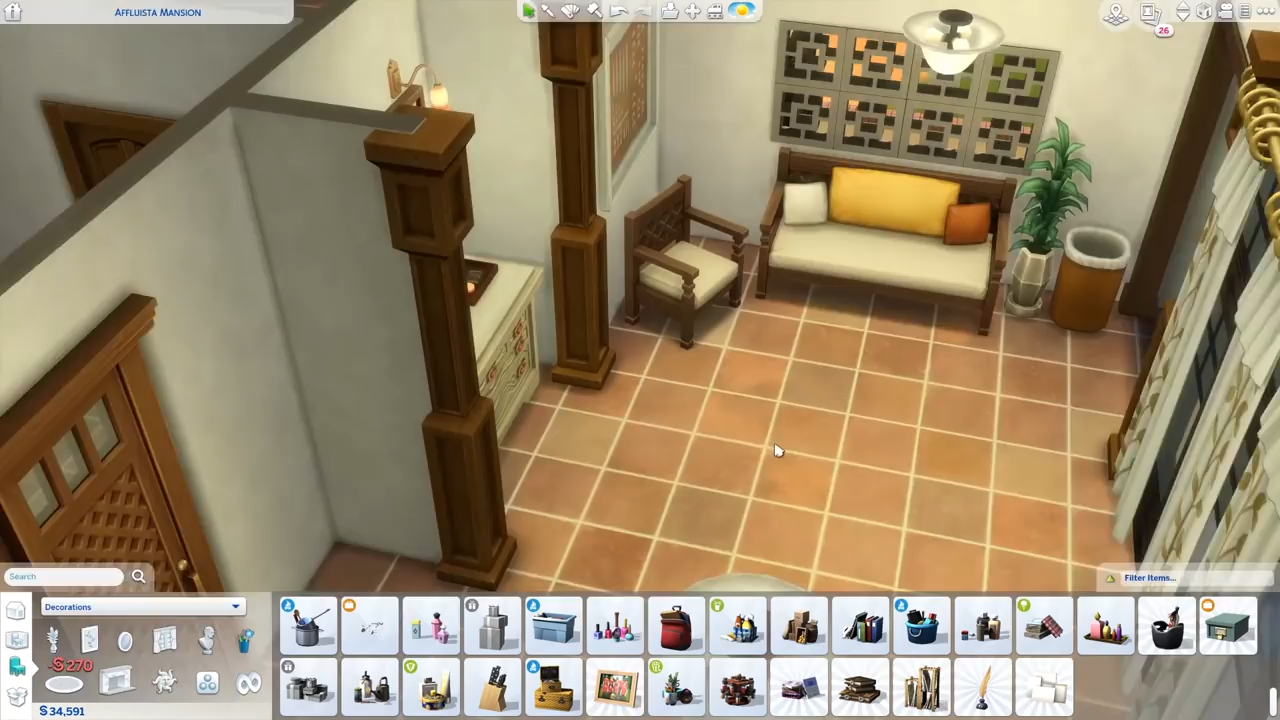 Affluista Mansion
26
Search
Filter Items...
Decorations
-$270
$34,591